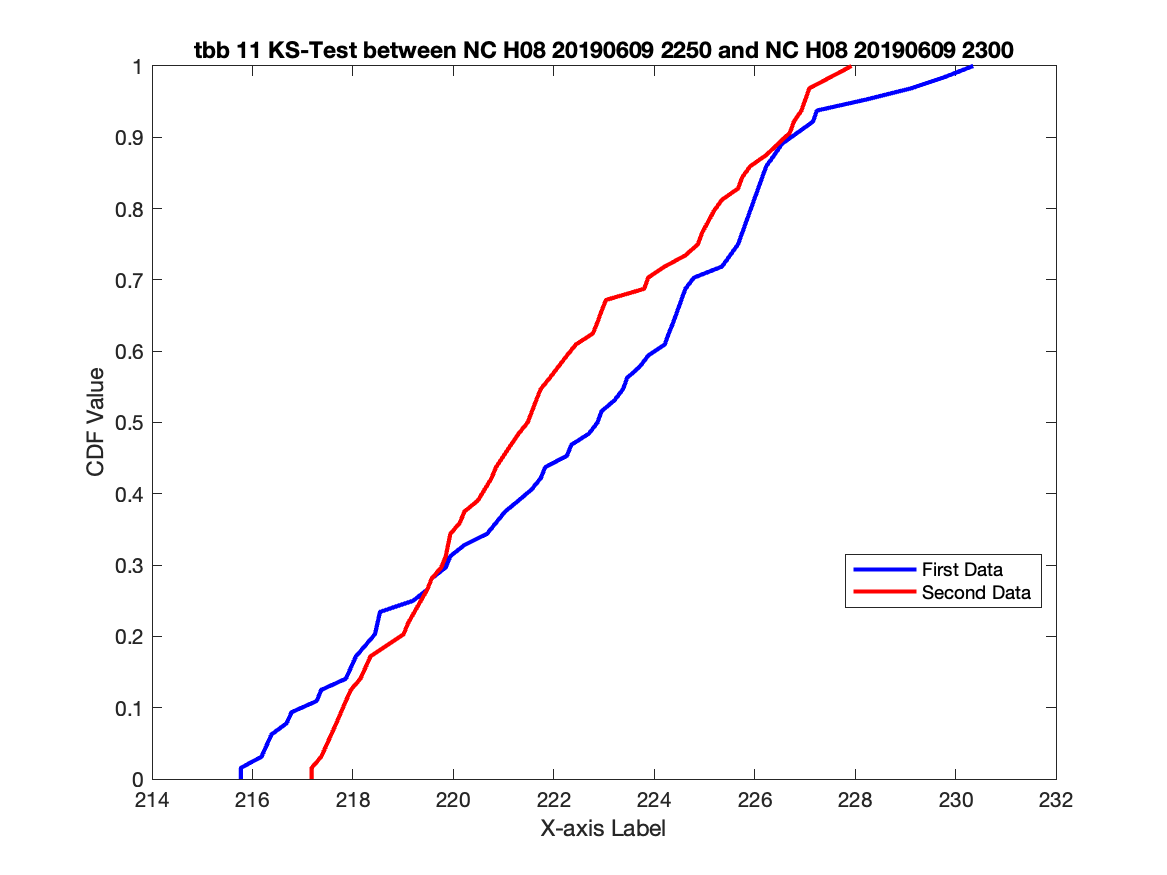 tbb 11 KS-Test between NC H08 20190609 2250 and NC H08 20190609 2300
1
0.9
0.8
0.7
0.6
0.5
0.4
0.3
0.2
0.1
0
CDF Value
First Data
Second Data
214 216 218 220 222 224 226 228 230 232
X-axis Label